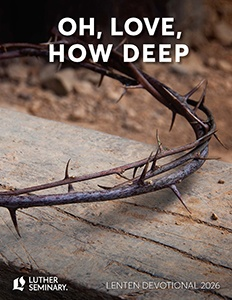 OH, LOVE,
HOW DEEP
LUTHER
SEMINARY.
LENTEN DEVOTIONAL 2026